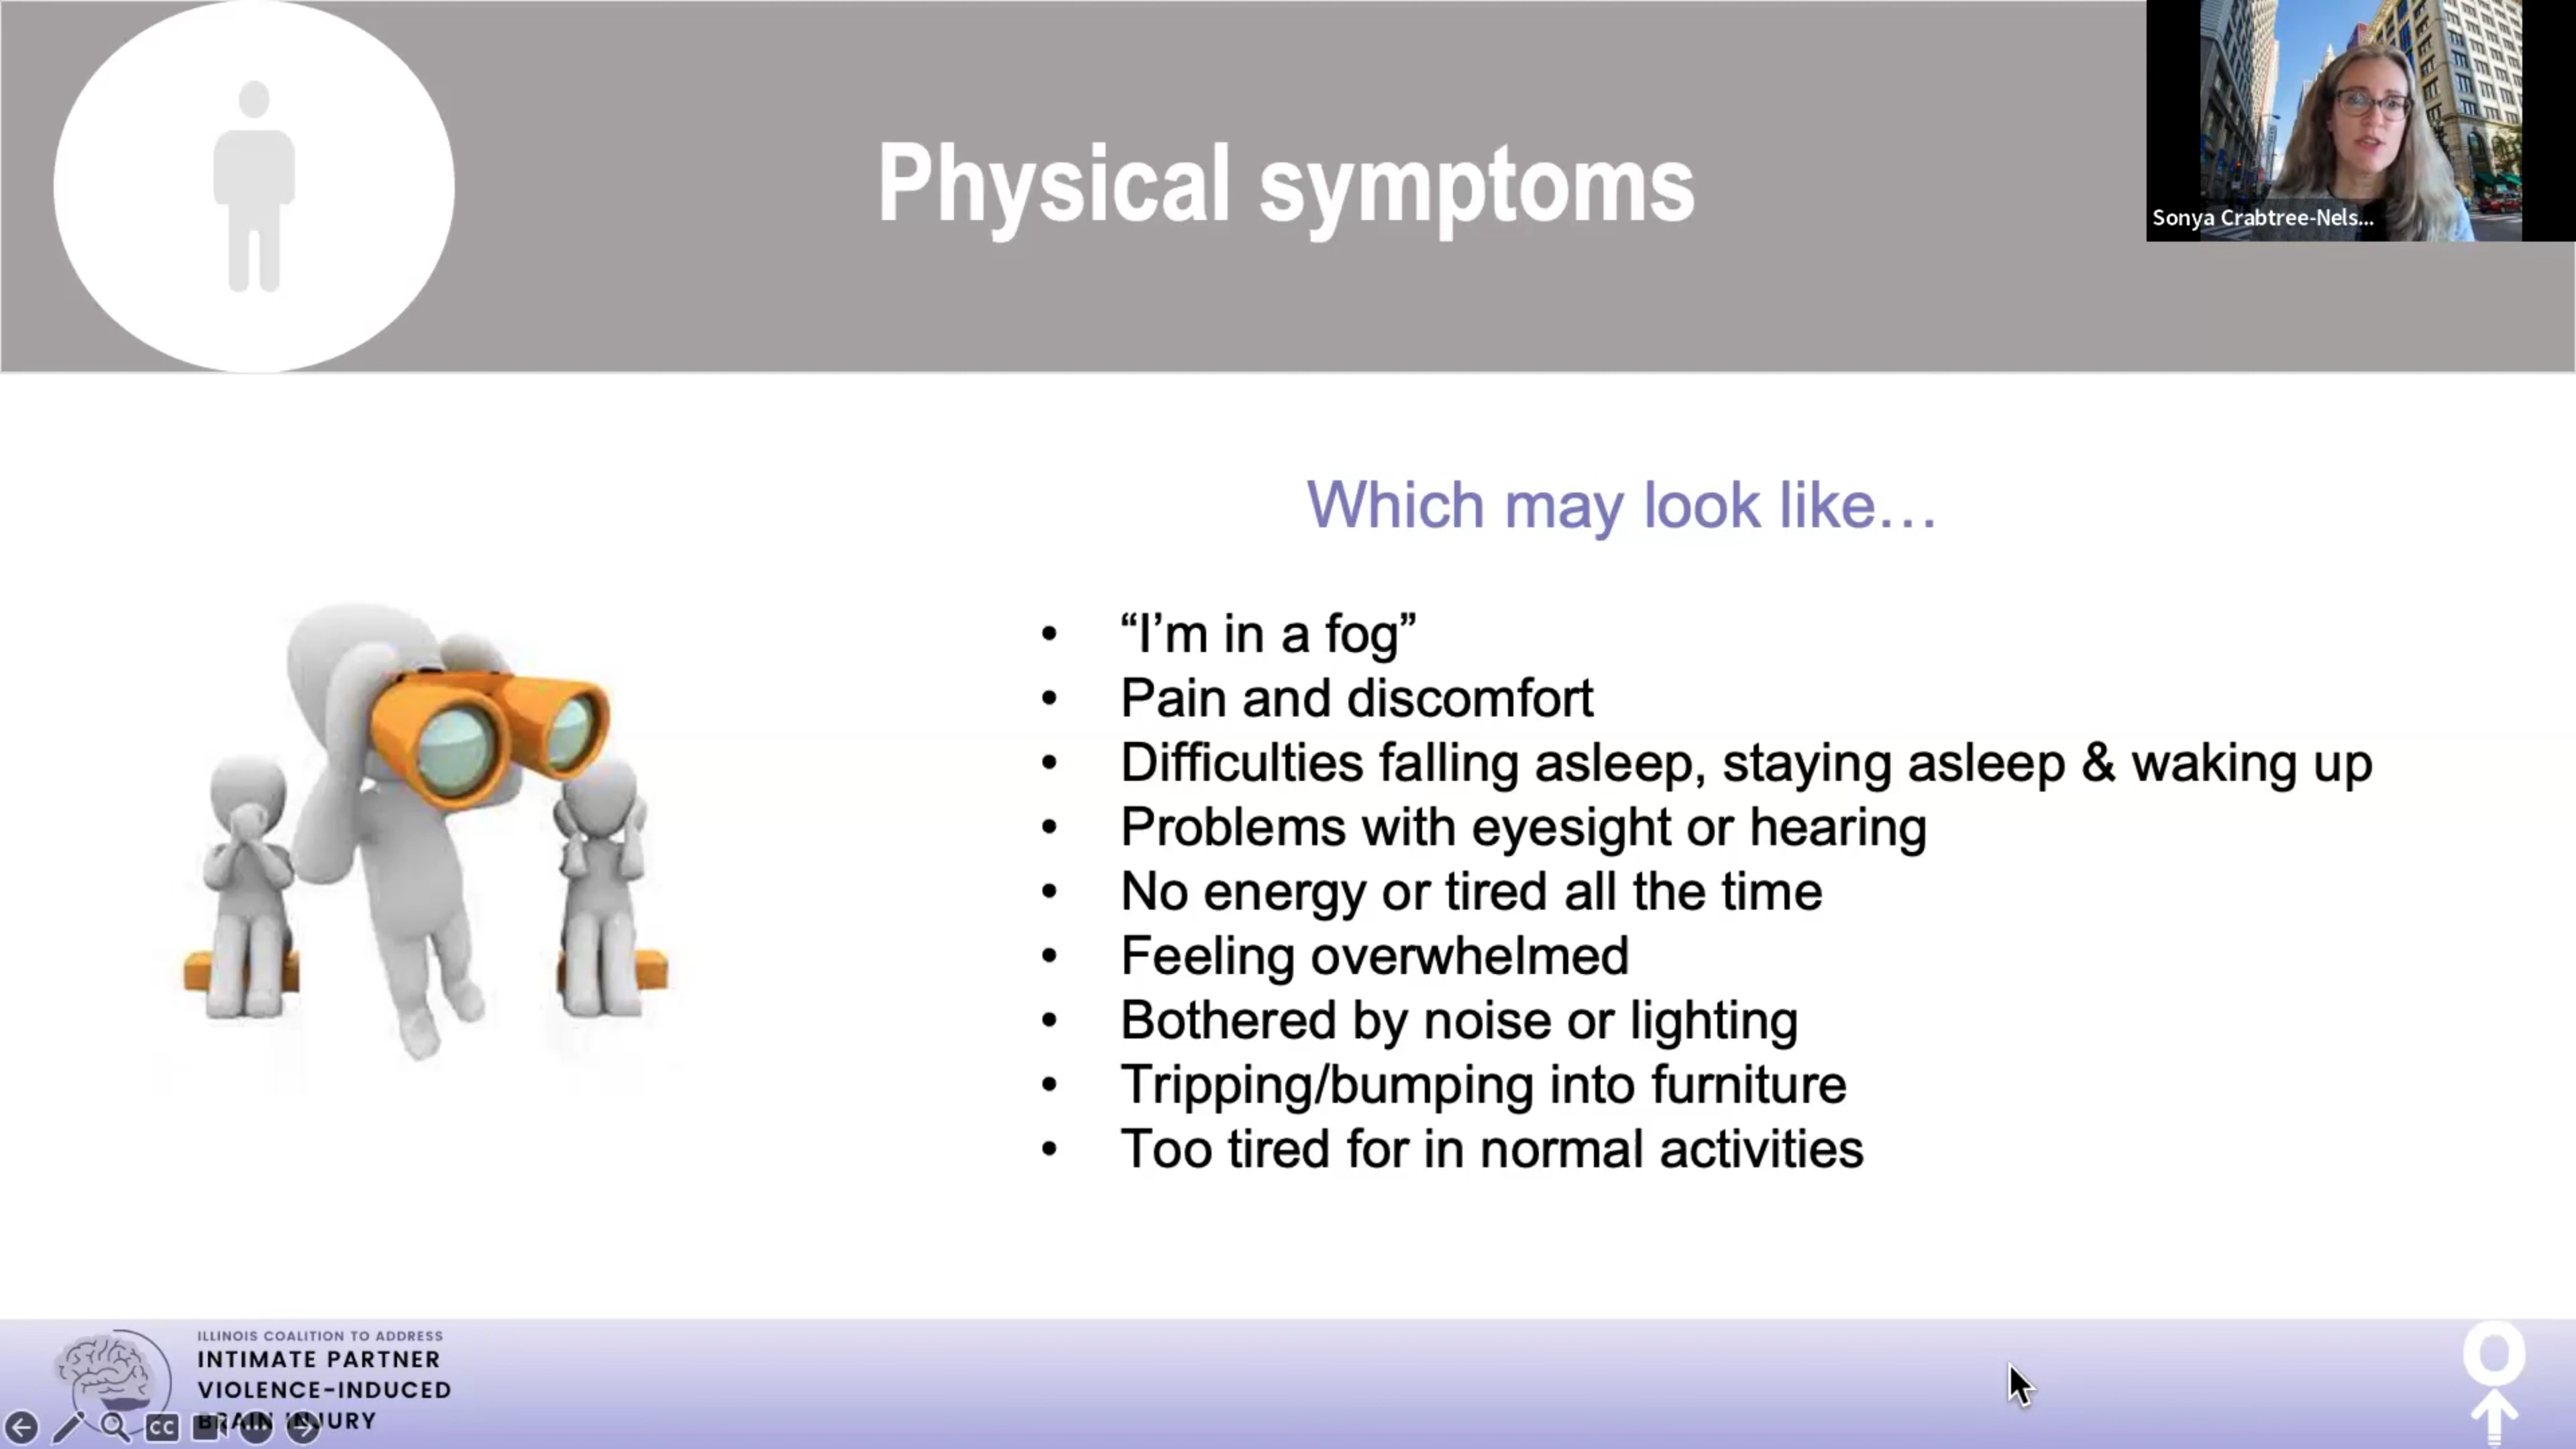 Physical symptoms
Sonya Crabtree-Nels...
Which may look like…
• “I’m in a fog”
• Pain and discomfort
• Difficulties falling asleep, staying asleep & waking up
• Problems with eyesight or hearing
• No energy or tired all the time
• Feeling overwhelmed
• Bothered by noise or lighting
• Tripping/bumping into furniture
• Too tired for in normal activities
ILLINOIS COALITION TO ADDRESS
INTIMATE PARTNER
VIOLENCE-INDUCED
BRAIN INJURY
CC